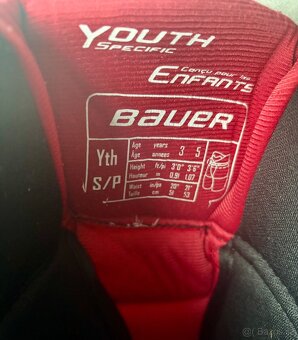 YOUTH
SPECIFIC
Conçu pour les
ENFANTS
BAUER
Yth
S/P
Age years 3 5
Age années
Height ft/pi 3'0" 3'6"
Hauteur m 0.91 1.07
Waist in/po 20" 21"
Taille cm 51 53